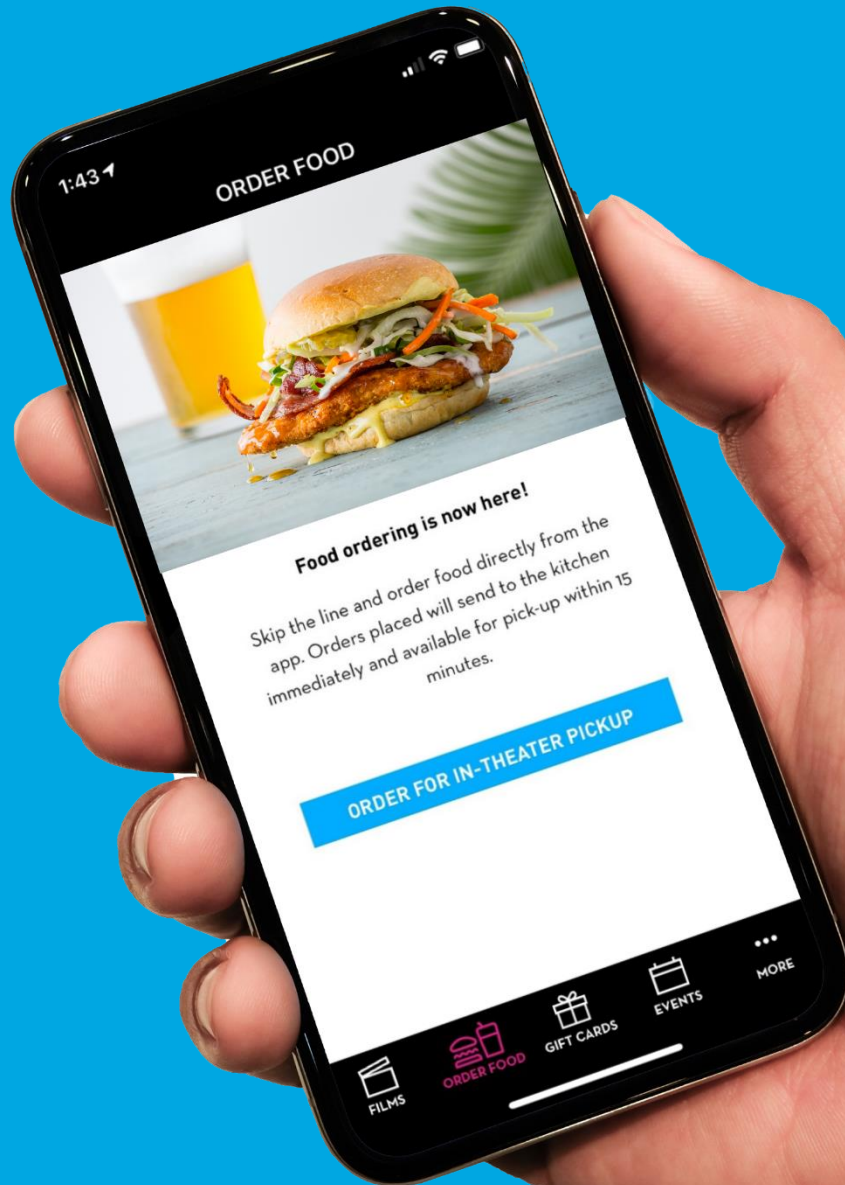 1:43
ORDER FOOD
Food ordering is now here!
Skip the line and order food directly from the
app. Orders placed will send to the kitchen
immediately and available for pick-up within 15
minutes.
ORDER FOR IN-THEATER PICKUP
FILMS
ORDER FOOD
GIFT CARDS
EVENTS
MORE